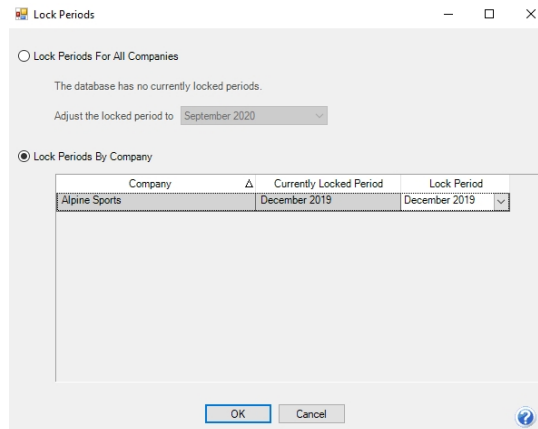 Lock Periods
Lock Periods For All Companies
The database has no currently locked periods.
Adjust the locked period to September 2020
Lock Periods By Company
Company Currently Locked Period Lock Period
Alpine Sports December 2019 December 2019
OK Cancel